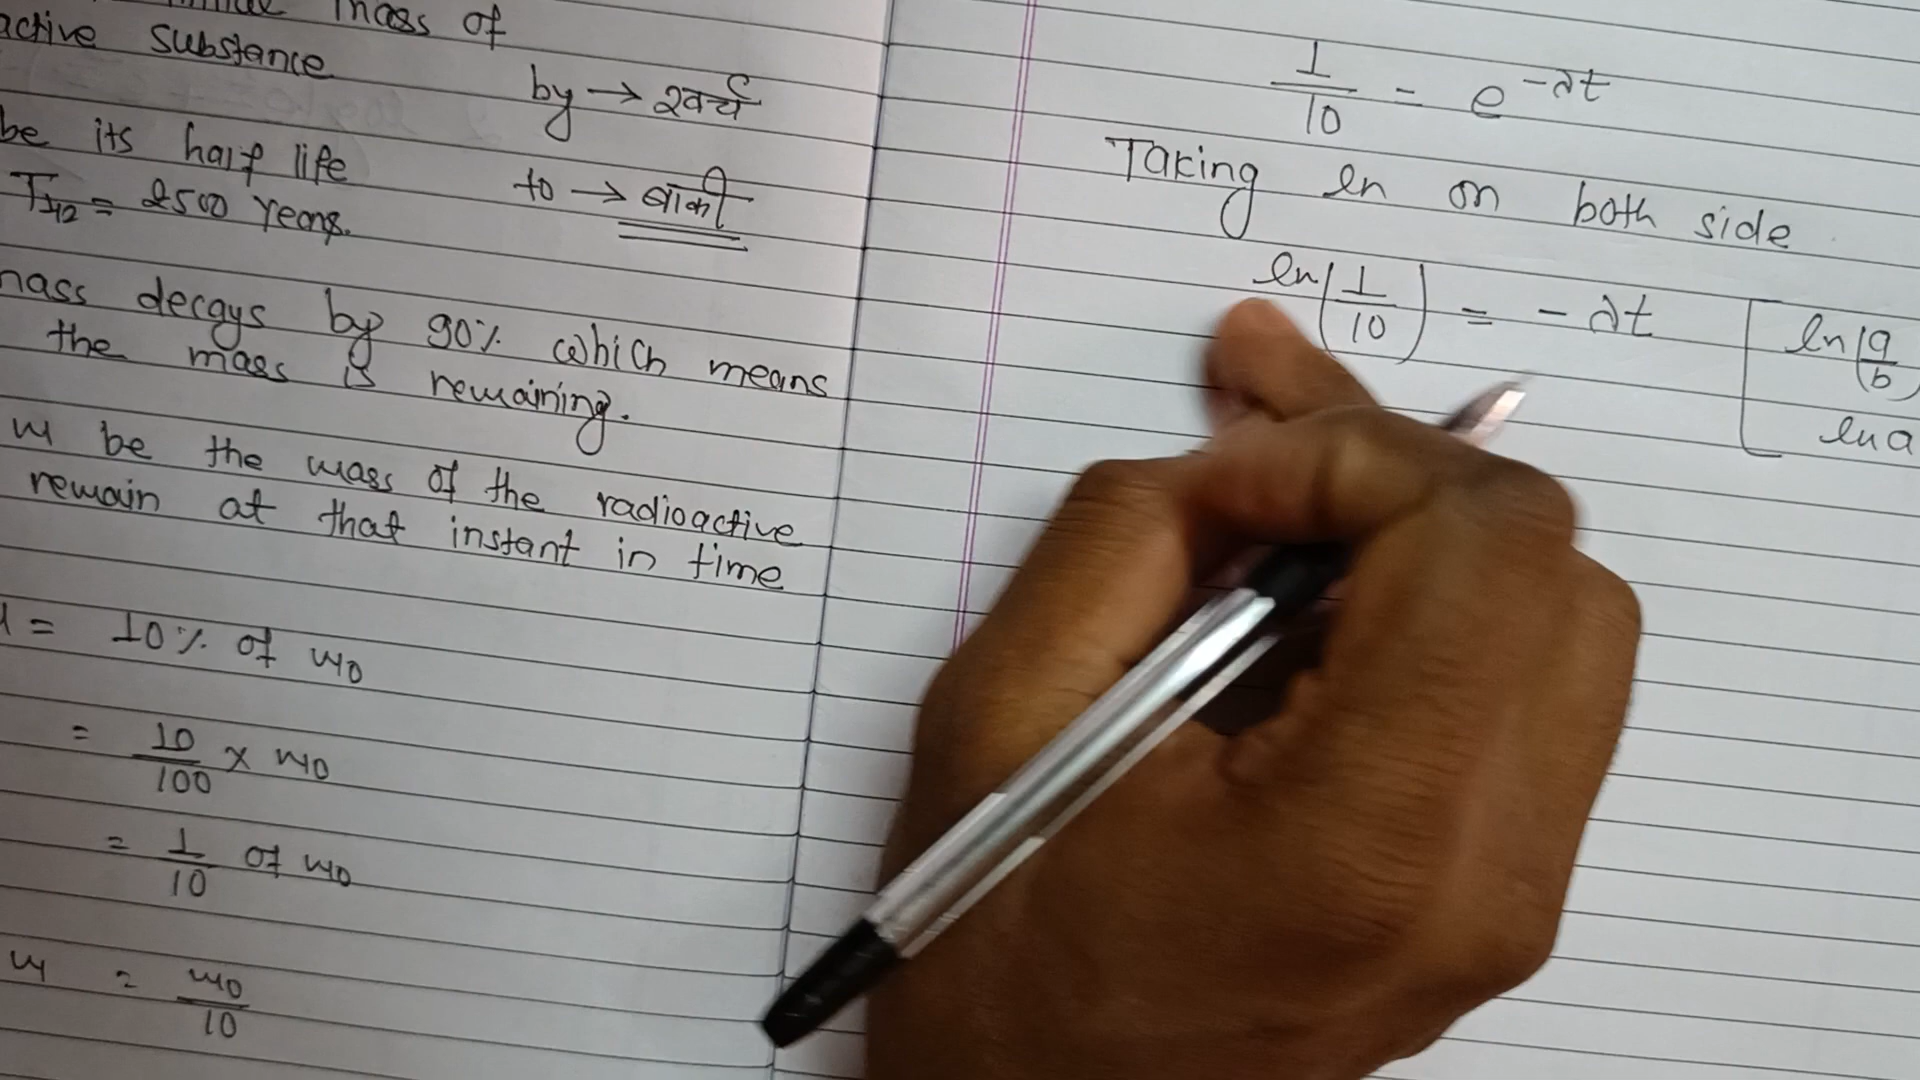 mass of
active substance
by → खर्च
be its half life
T1/2 = 2500 Years.
to → बाकी
mass decays by 90% which means
the mass is remaining.
m be the mass of the radioactive
remain at that instant in time
= 10% of m0
= 10/100 × m0
= 1/10 of m0
m = m0/10
1/10 = e^-λt
Taking ln on both side
ln(1/10) = -λt [ln(a/b)
ln a